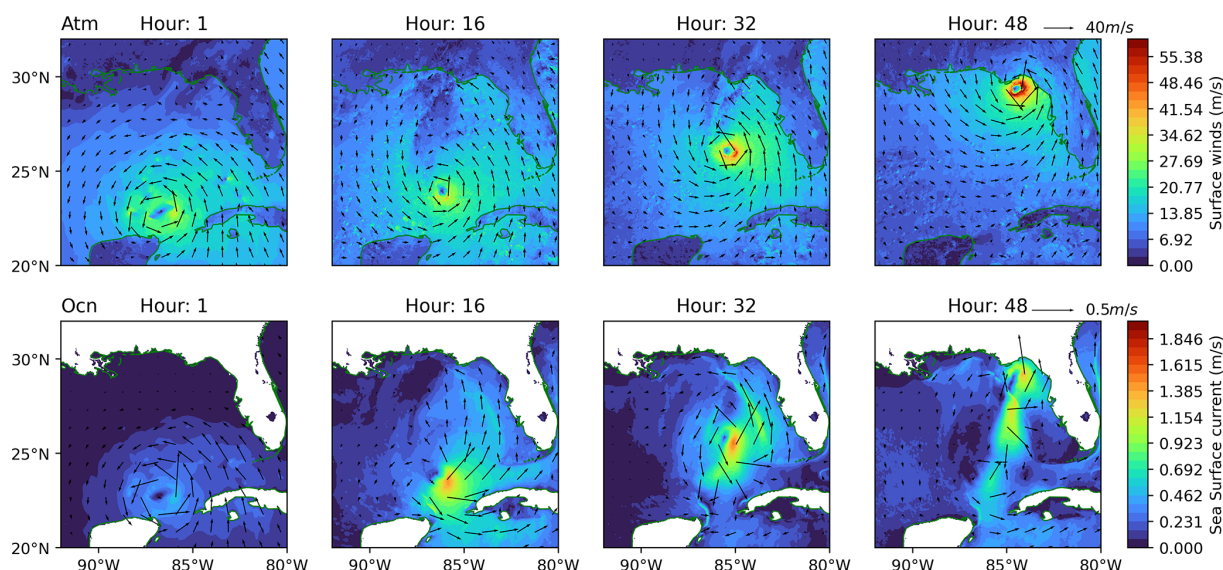 Atm Hour: 1 Hour: 16 Hour: 32 Hour: 48 40m/s
30°N
25°N
20°N
55.38
48.46
41.54
34.62
27.69
20.77
13.85
6.92
0.00
Surface winds (m/s)
Ocn Hour: 1 Hour: 16 Hour: 32 Hour: 48 0.5m/s
30°N
25°N
20°N
1.846
1.615
1.385
1.154
0.923
0.692
0.462
0.231
0.000
Sea Surface current (m/s)
90°W 85°W 80°W 90°W 85°W 80°W 90°W 85°W 80°W 90°W 85°W 80°W